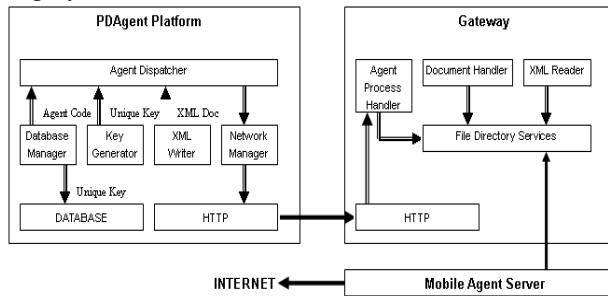 PDAgent Platform
Agent Dispatcher
Agent Code
Unique Key
XML Doc
Database
Manager
Key
Generator
XML
Writer
Network
Manager
Unique Key
DATABASE
HTTP
Gateway
Agent
Process
Handler
Document Handler
XML Reader
File Directory Services
HTTP
INTERNET
Mobile Agent Server